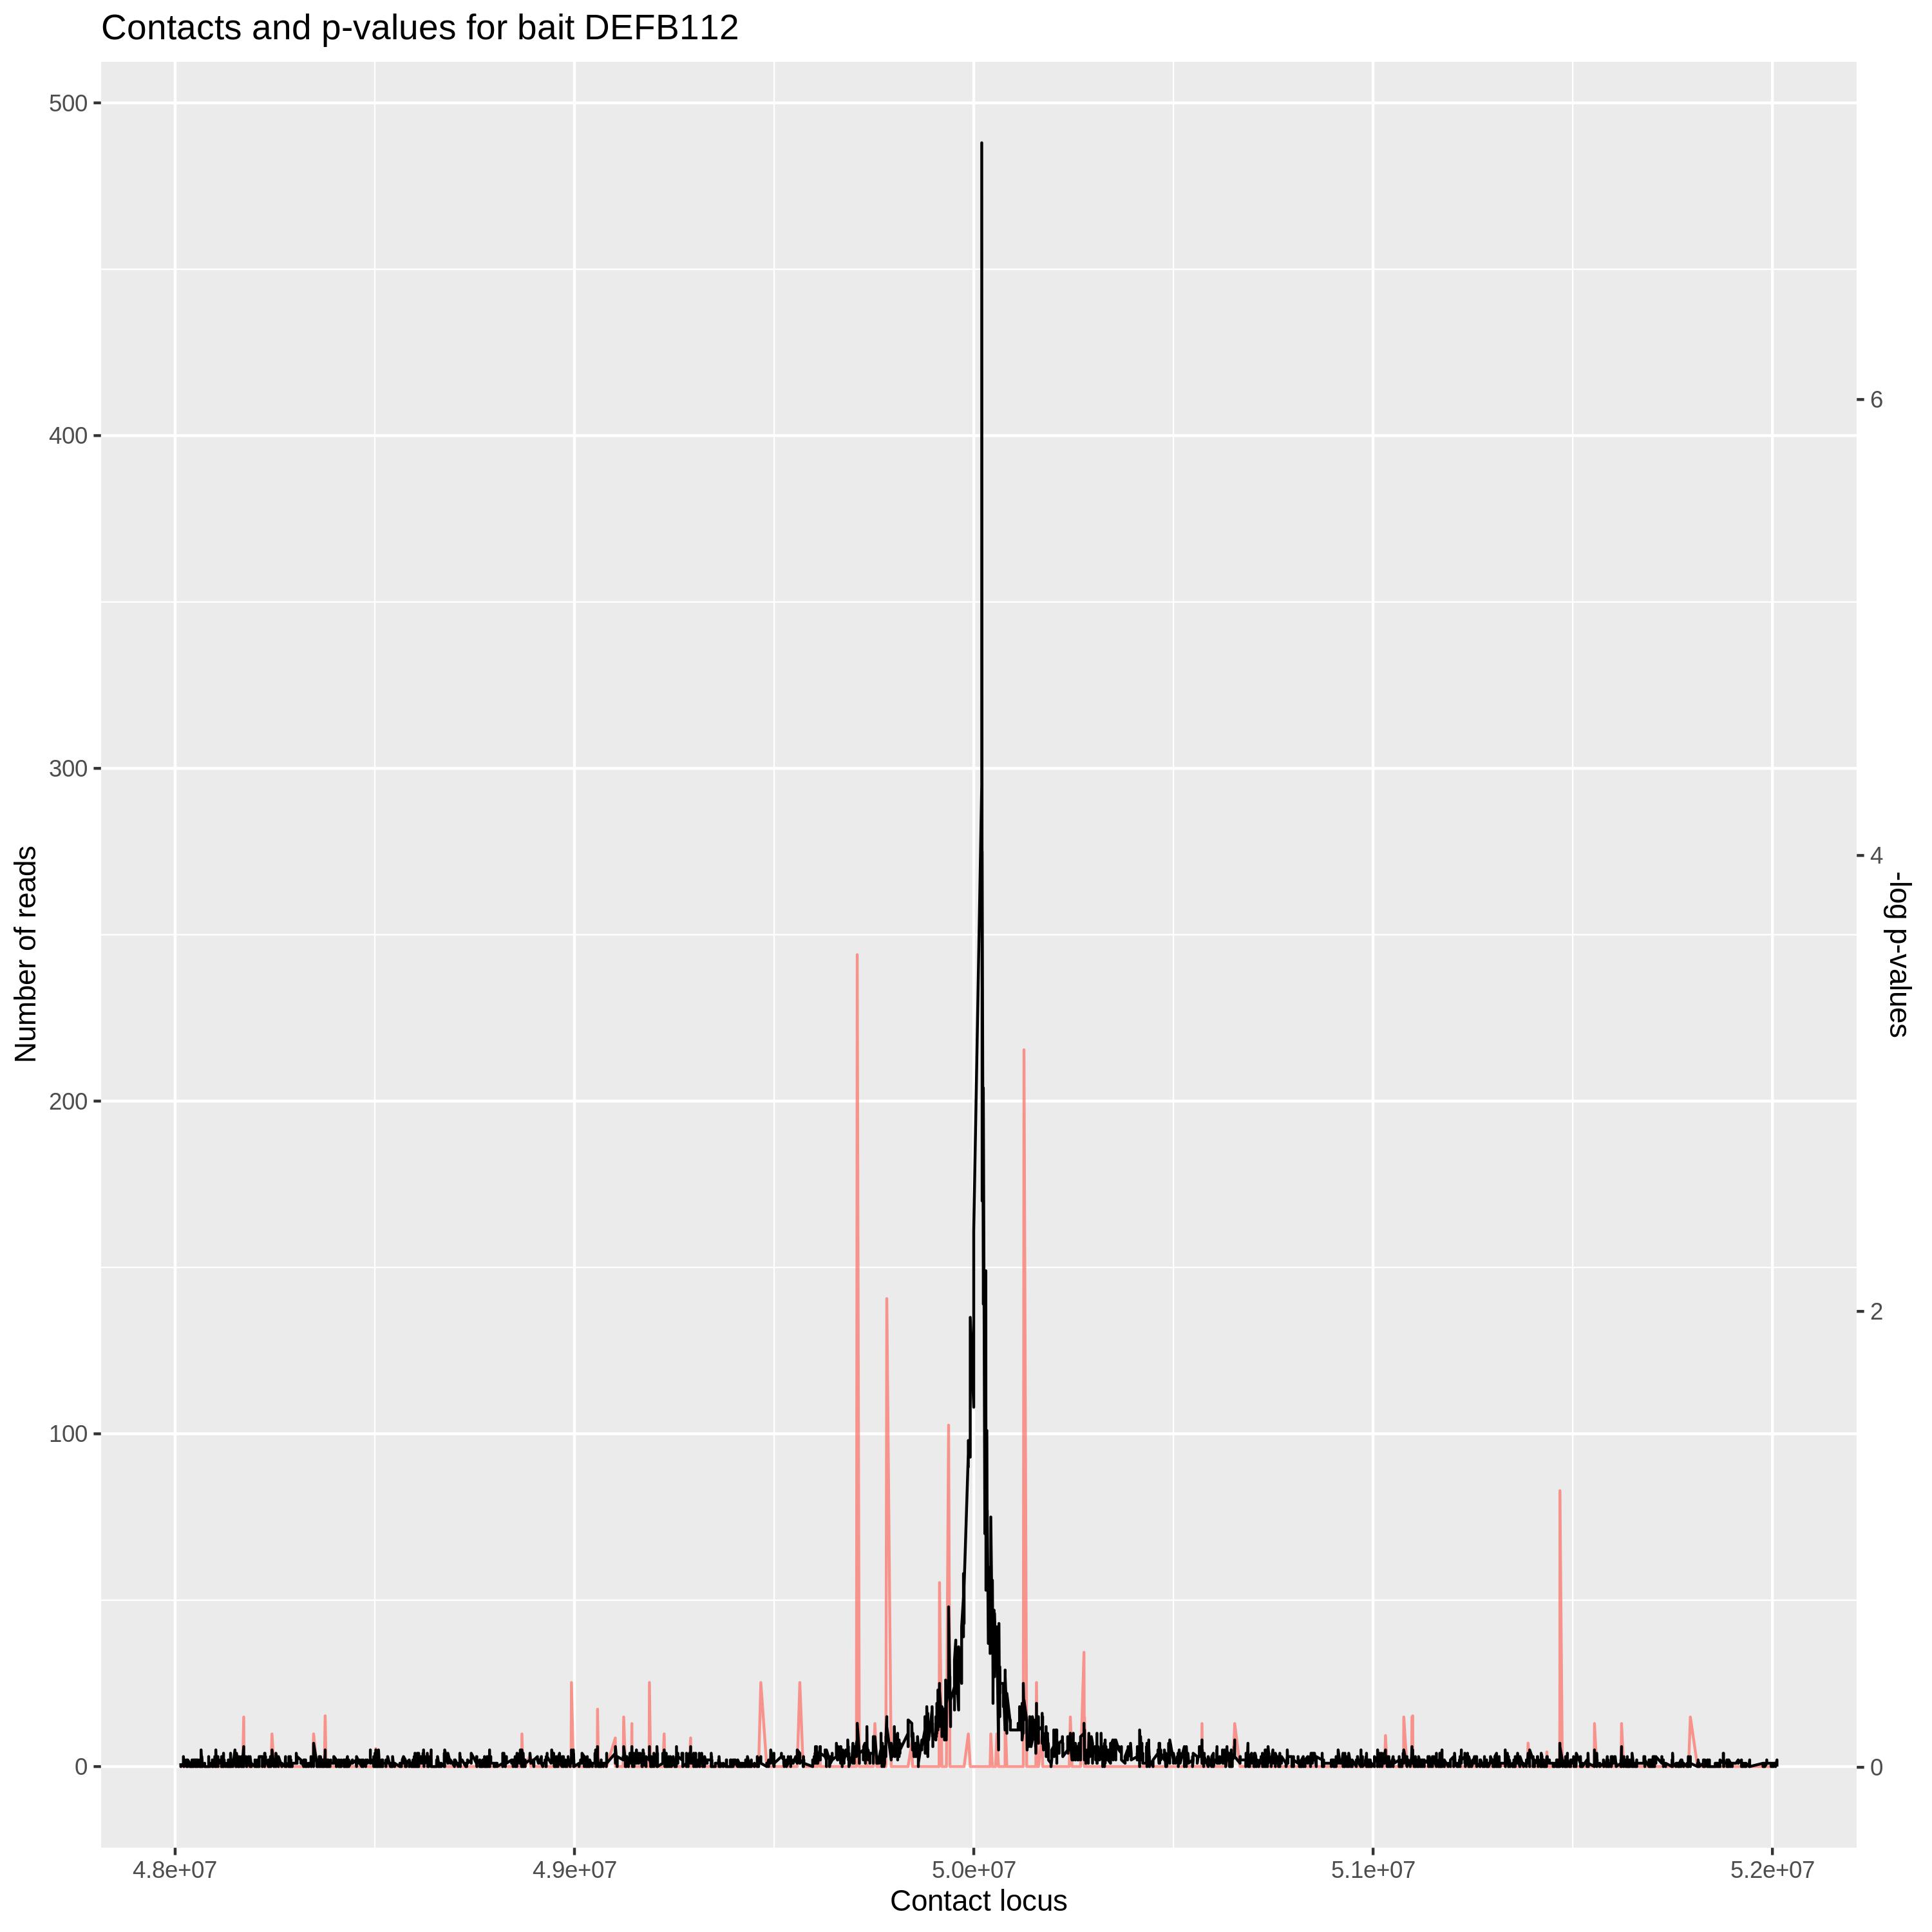 Contacts and p-values for bait DEFB112
500
400
300
200
100
0
Number of reads
6
4
2
0
-log p-values
4.8e+07
4.9e+07
5.0e+07
5.1e+07
5.2e+07
Contact locus